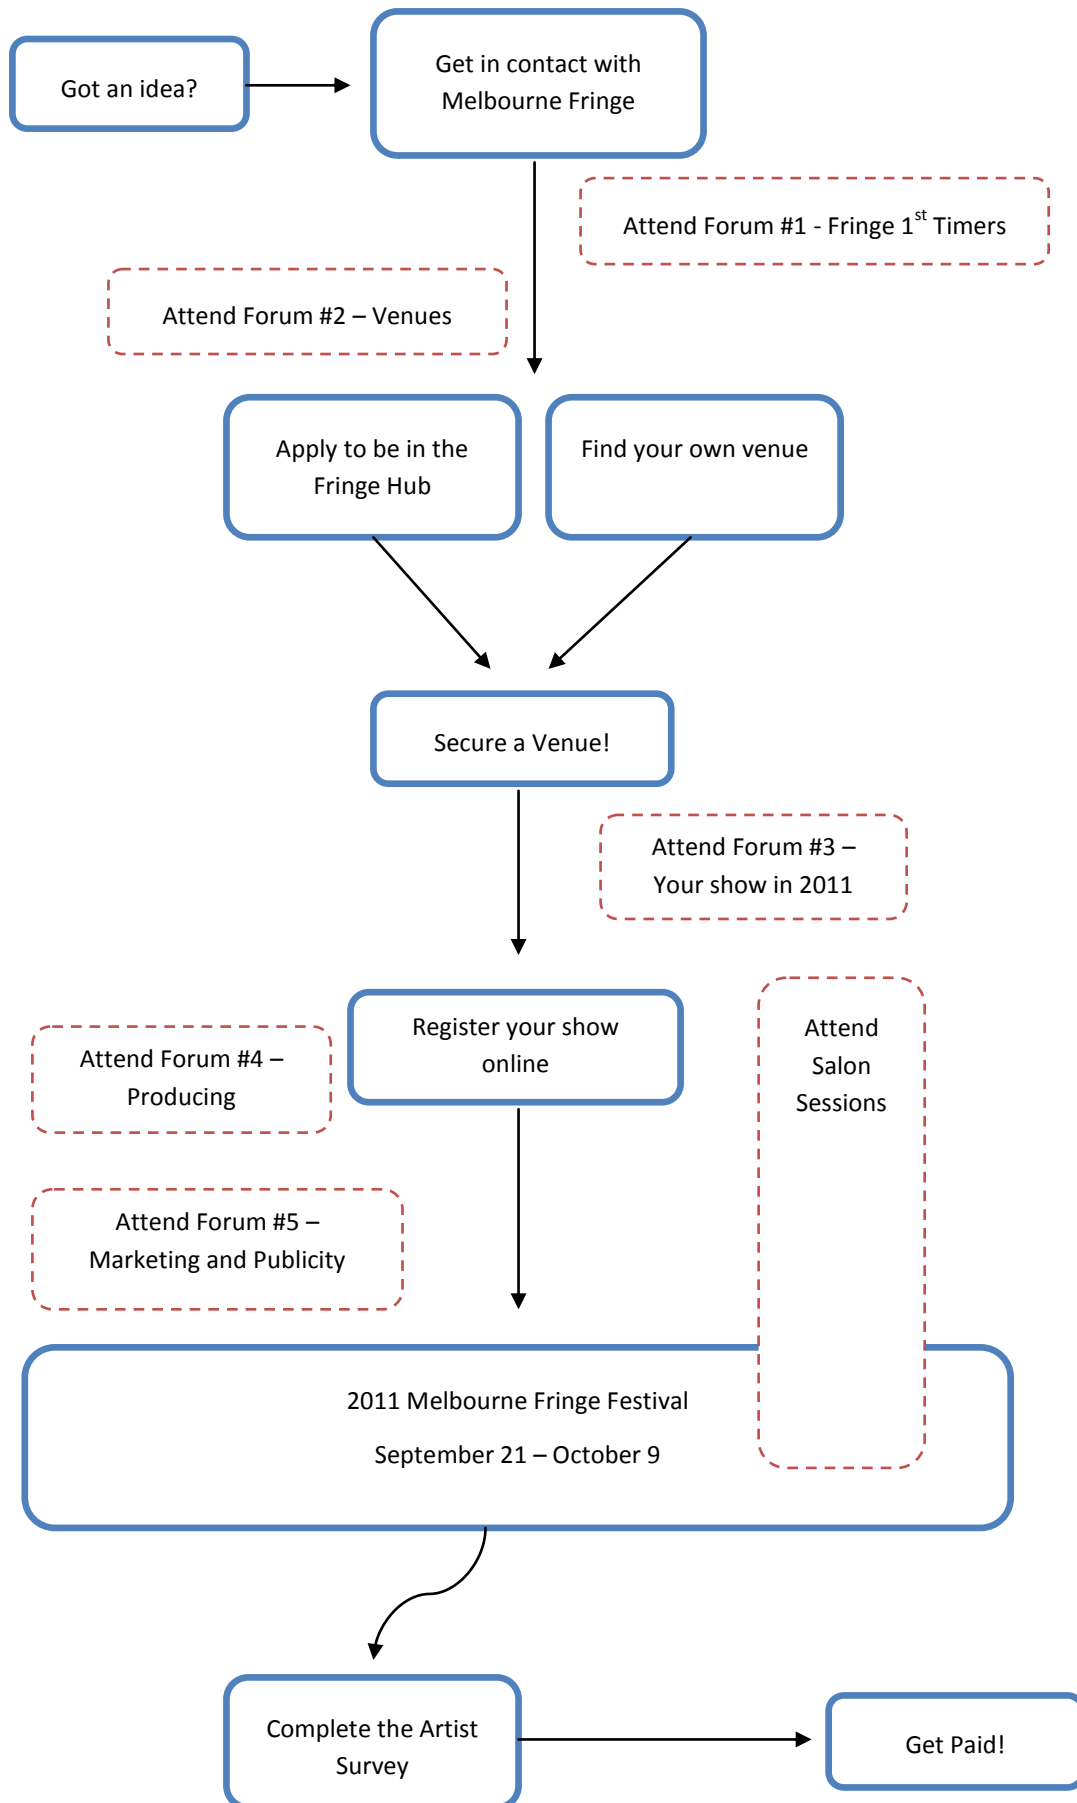 Got an idea?
Get in contact with
Melbourne Fringe
Attend Forum #1 - Fringe 1st Timers
Attend Forum #2 – Venues
Apply to be in the
Fringe Hub
Find your own venue
Secure a Venue!
Attend Forum #3 –
Your show in 2011
Register your show
online
Attend
Salon
Sessions
Attend Forum #4 –
Producing
Attend Forum #5 –
Marketing and Publicity
2011 Melbourne Fringe Festival
September 21 – October 9
Complete the Artist
Survey
Get Paid!